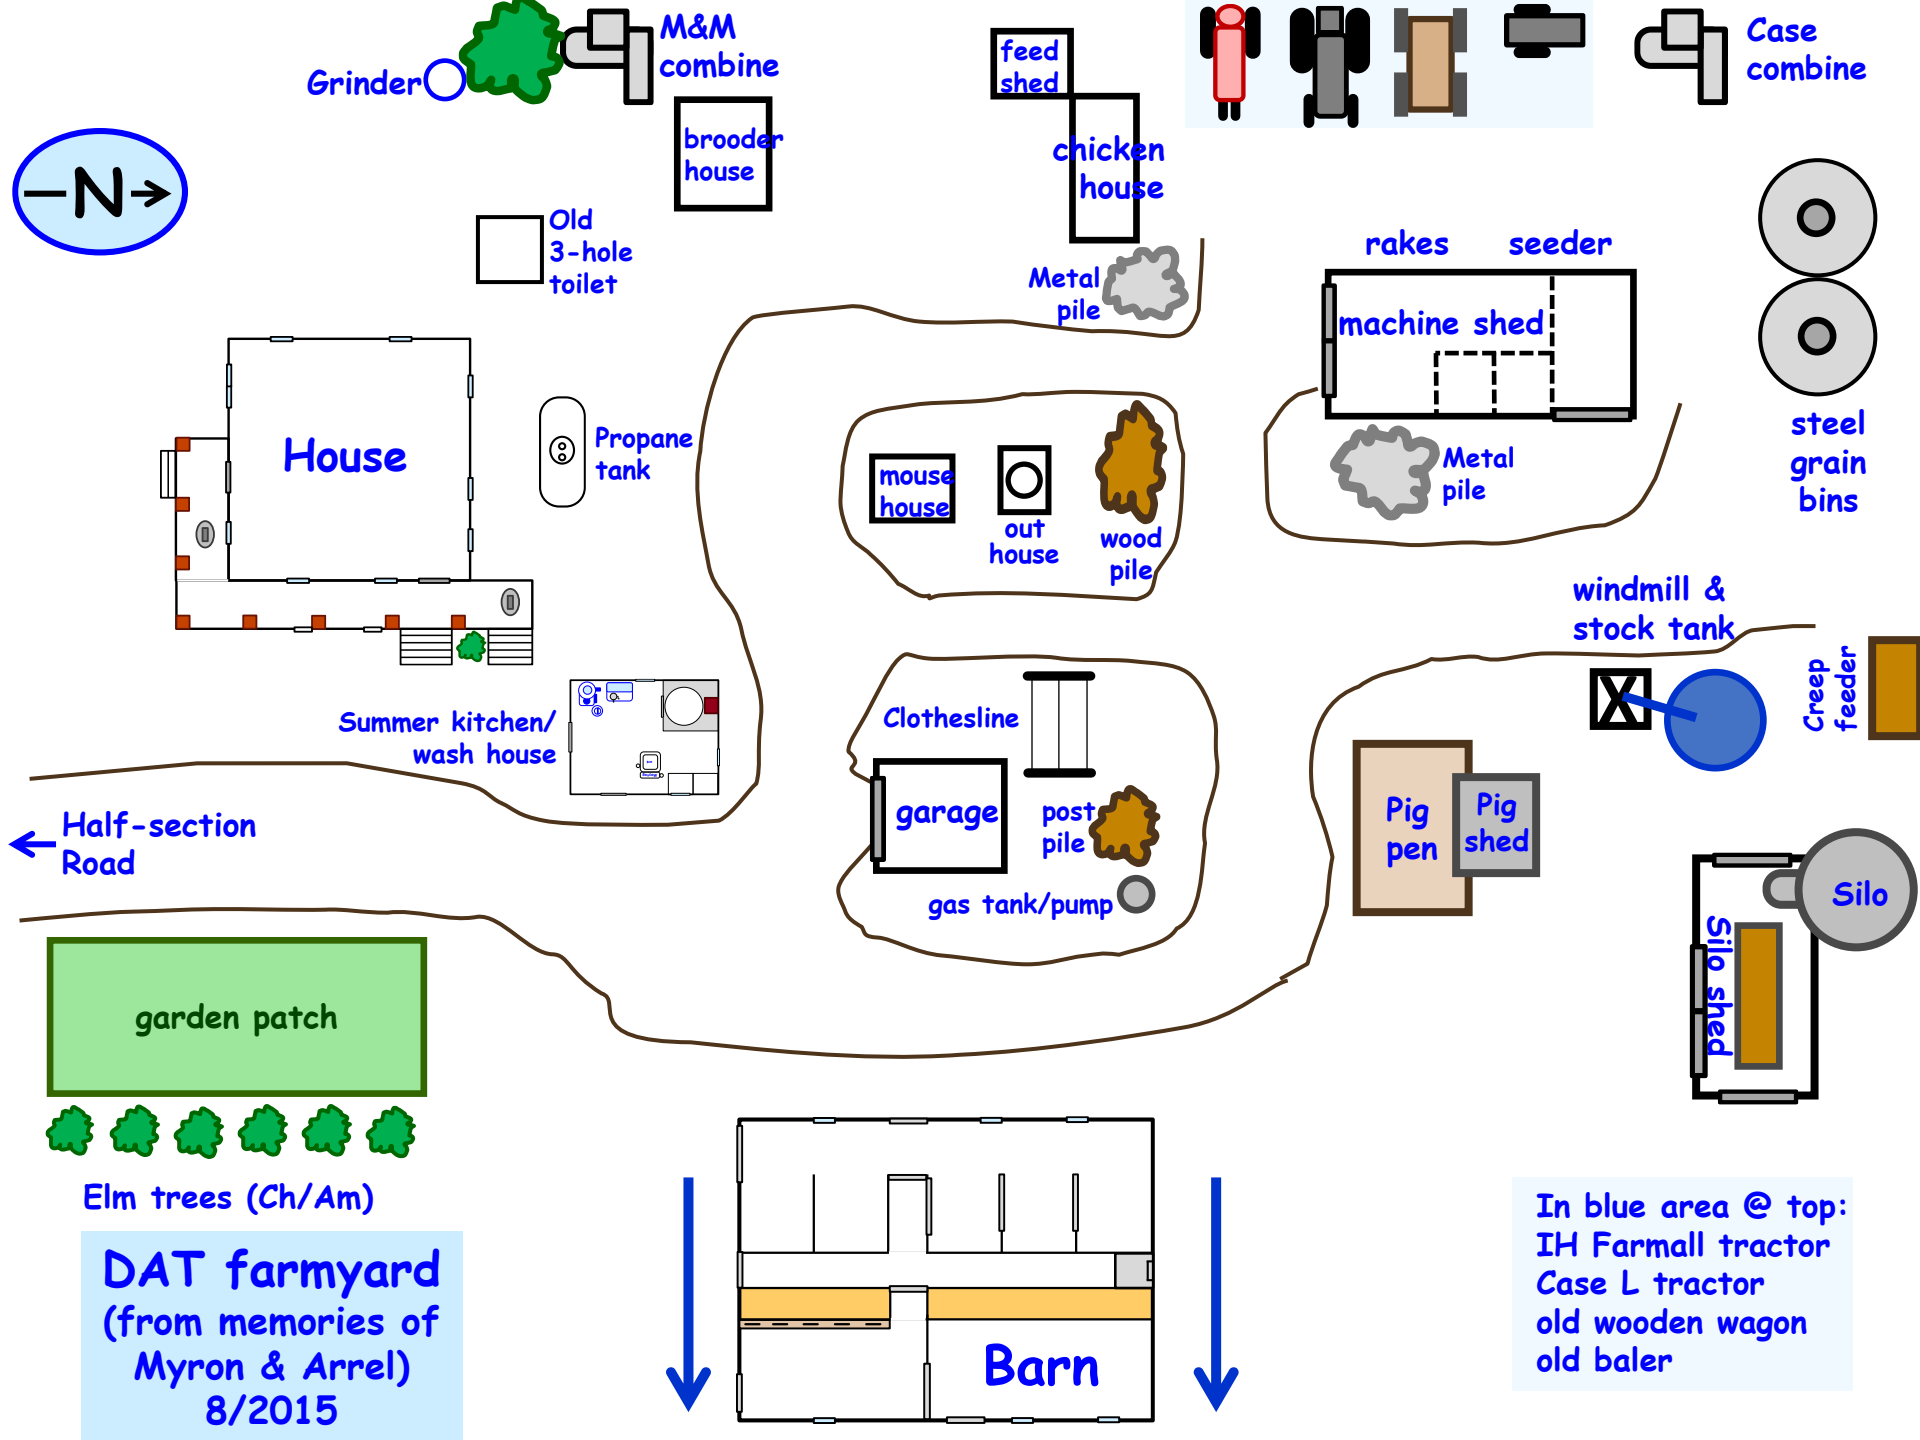 M&M
combine
Grinder
feed
shed
Case
combine
brooder
house
chicken
house
N
Old
3-hole
toilet
rakes
seeder
Metal
pile
machine shed
House
Propane
tank
steel
grain
bins
mouse
house
out
house
wood
pile
Metal
pile
windmill &
stock tank
Creep
feeder
Summer kitchen/
wash house
Clothesline
garage
post
pile
gas tank/pump
Pig
pen
Pig
shed
Half-section
Road
Silo
Silo shed
garden patch
Elm trees (Ch/Am)
DAT farmyard
(from memories of
Myron & Arrel)
8/2015
Barn
In blue area @ top:
IH Farmall tractor
Case L tractor
old wooden wagon
old baler